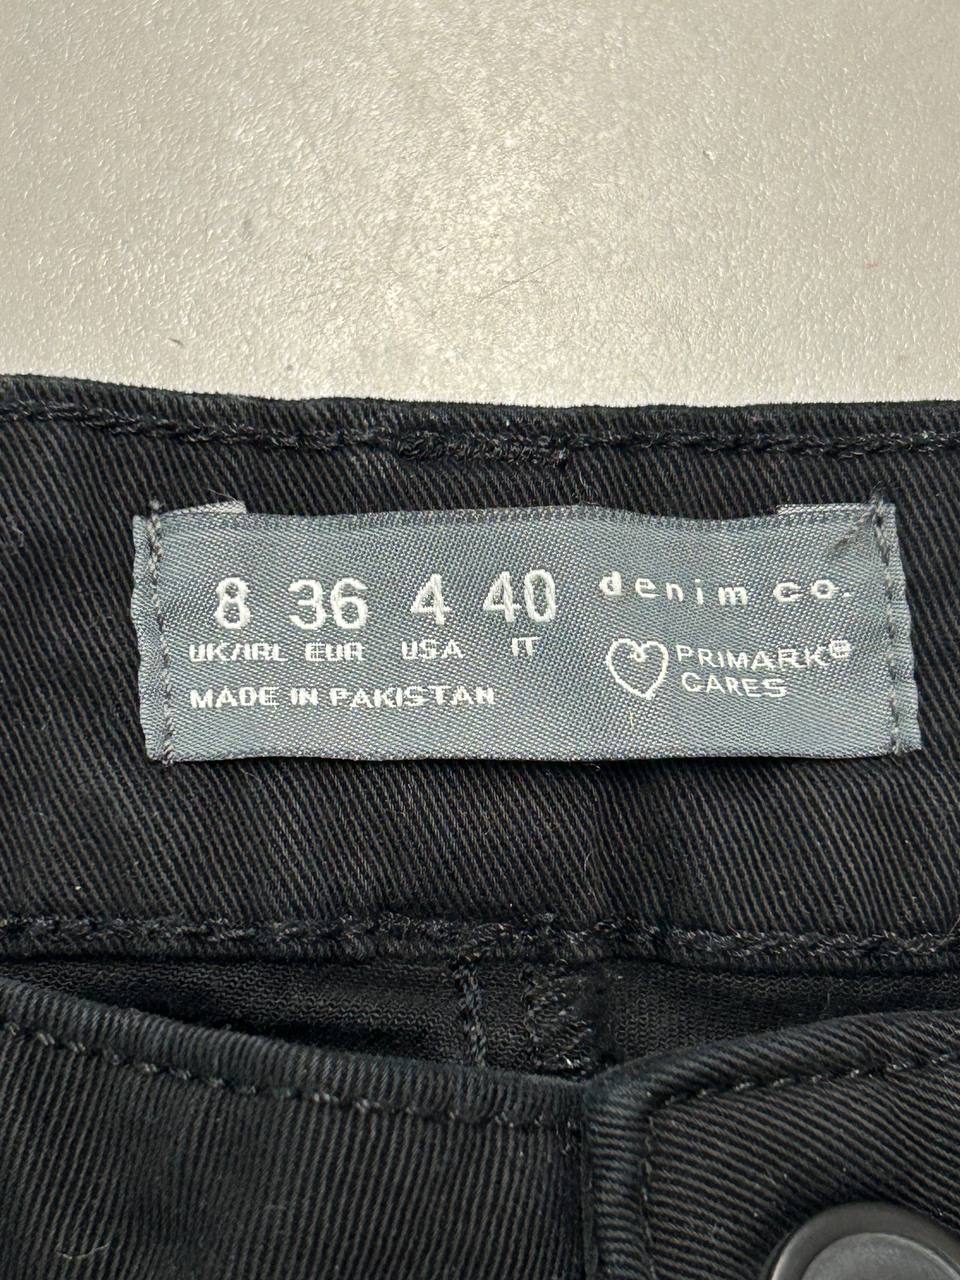 8 36 4 40
UK/IRL EUR USA IT
MADE IN PAKISTAN
denim co.
PRIMARK®
CARES